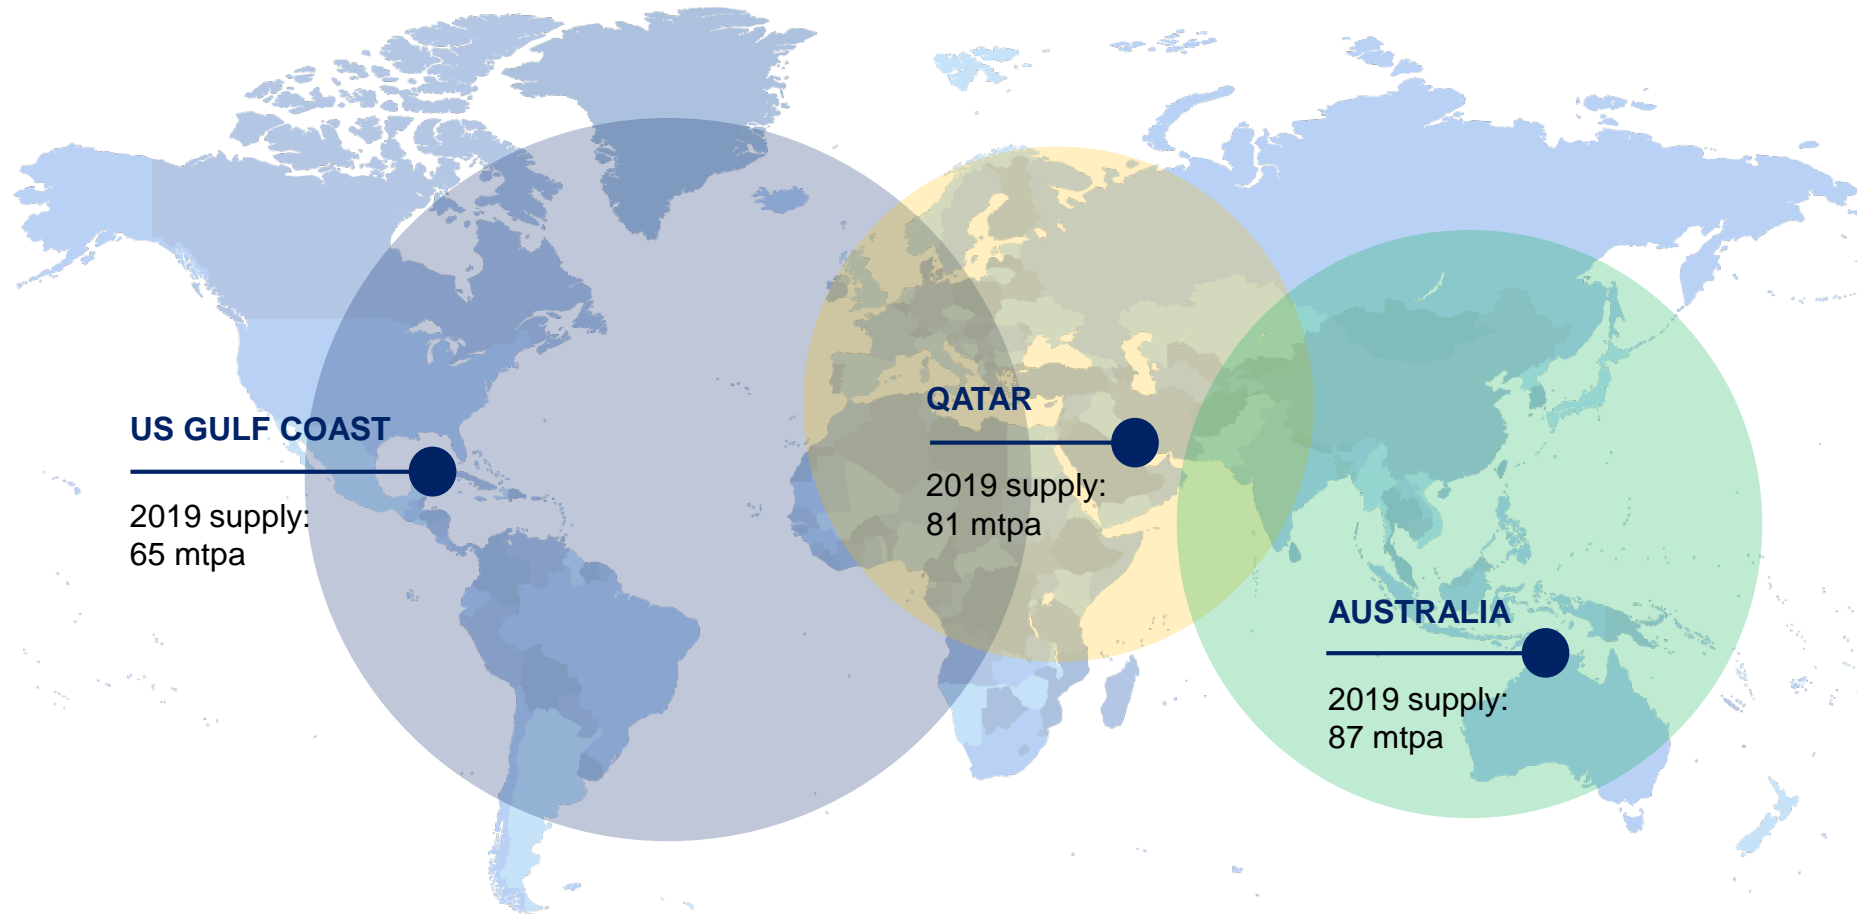 US GULF COAST
2019 supply:
65 mtpa
QATAR
2019 supply:
81 mtpa
AUSTRALIA
2019 supply:
87 mtpa